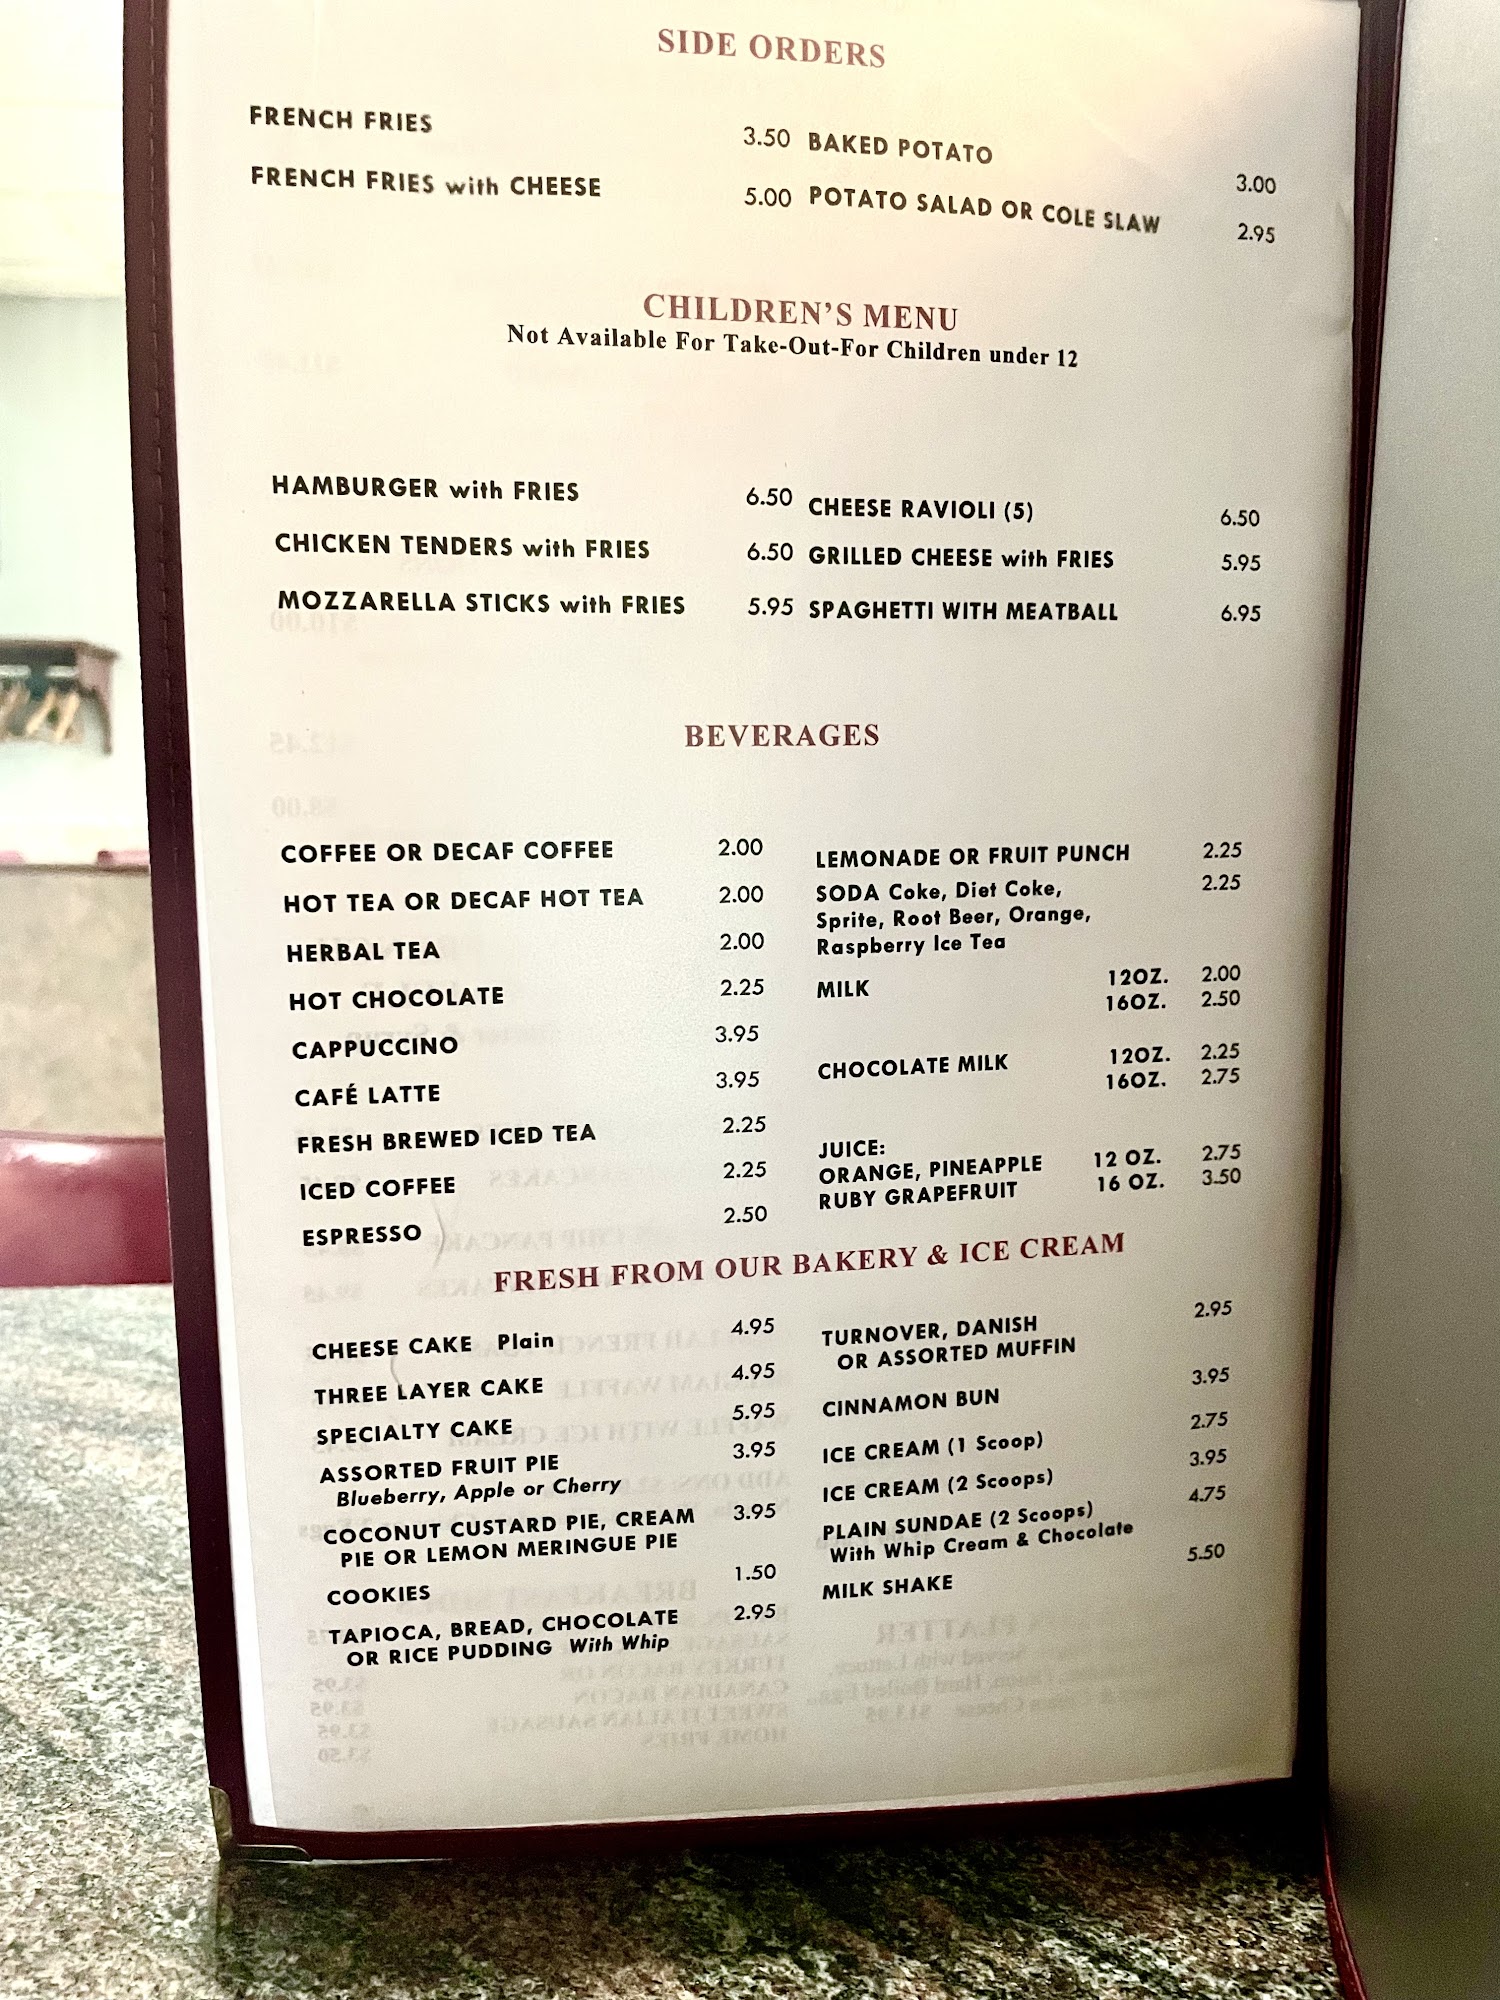 SIDE ORDERS
FRENCH FRIES 3.50
FRENCH FRIES with CHEESE 5.00
BAKED POTATO 3.00
POTATO SALAD OR COLE SLAW 2.95
CHILDREN'S MENU
Not Available For Take-Out-For Children under 12
HAMBURGER with FRIES 6.50
CHICKEN TENDERS with FRIES 6.50
MOZZARELLA STICKS with FRIES 5.95
CHEESE RAVIOLI (5) 6.50
GRILLED CHEESE with FRIES 5.95
SPAGHETTI WITH MEATBALL 6.95
BEVERAGES
COFFEE OR DECAF COFFEE 2.00
HOT TEA OR DECAF HOT TEA 2.00
HERBAL TEA 2.00
HOT CHOCOLATE 2.25
CAPPUCCINO 3.95
CAFÉ LATTE 3.95
FRESH BREWED ICED TEA 2.25
ICED COFFEE 2.25
ESPRESSO 2.50
LEMONADE OR FRUIT PUNCH 2.25
SODA Coke, Diet Coke, 2.25
Sprite, Root Beer, Orange,
Raspberry Ice Tea
MILK 12OZ. 2.00
16OZ. 2.50
CHOCOLATE MILK 12OZ. 2.25
16OZ. 2.75
JUICE:
ORANGE, PINEAPPLE 12 OZ. 2.75
RUBY GRAPEFRUIT 16 OZ. 3.50
FRESH FROM OUR BAKERY & ICE CREAM
CHEESE CAKE Plain 4.95
THREE LAYER CAKE 4.95
SPECIALTY CAKE 5.95
ASSORTED FRUIT PIE 3.95
Blueberry, Apple or Cherry
COCONUT CUSTARD PIE, CREAM 3.95
PIE OR LEMON MERINGUE PIE
COOKIES 1.50
TAPIOCA, BREAD, CHOCOLATE 2.95
OR RICE PUDDING With Whip
TURNOVER, DANISH 2.95
OR ASSORTED MUFFIN
CINNAMON BUN 3.95
ICE CREAM (1 Scoop) 2.75
ICE CREAM (2 Scoops) 3.95
PLAIN SUNDAE (2 Scoops) 4.75
With Whip Cream & Chocolate
MILK SHAKE 5.50